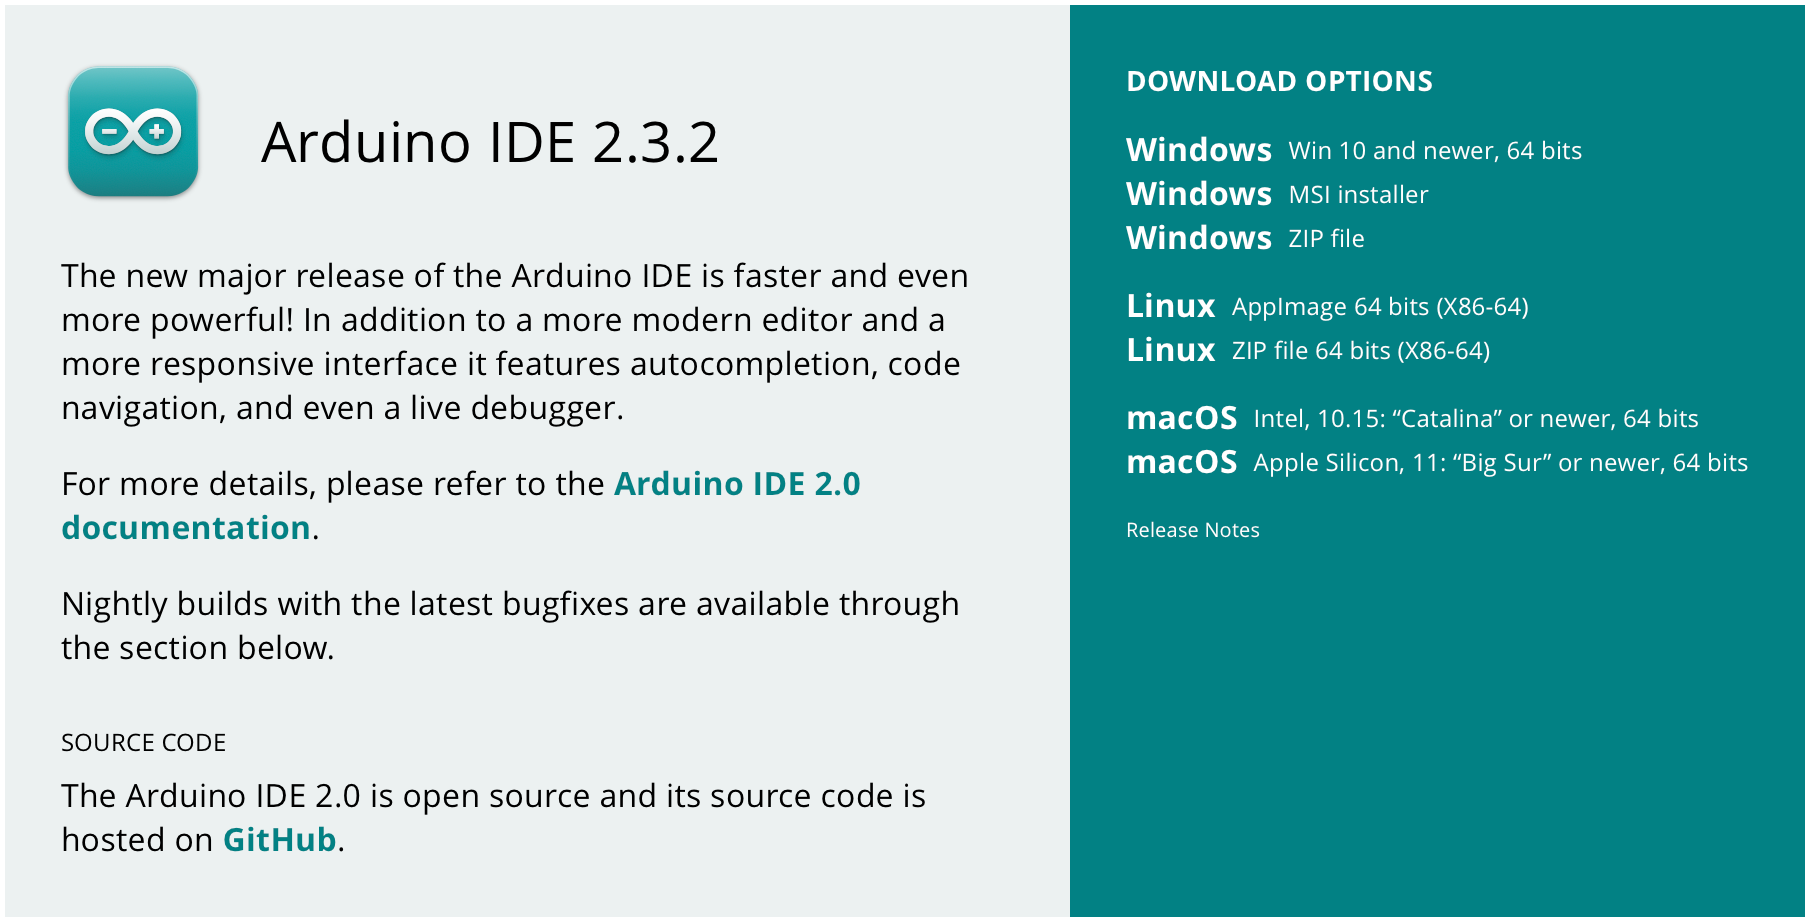 Arduino IDE 2.3.2
The new major release of the Arduino IDE is faster and even
more powerful! In addition to a more modern editor and a
more responsive interface it features autocompletion, code
navigation, and even a live debugger.
For more details, please refer to the Arduino IDE 2.0
documentation.
Nightly builds with the latest bugfixes are available through
the section below.
SOURCE CODE
The Arduino IDE 2.0 is open source and its source code is
hosted on GitHub.
DOWNLOAD OPTIONS
Windows Win 10 and newer, 64 bits
Windows MSI installer
Windows ZIP file
Linux AppImage 64 bits (X86-64)
Linux ZIP file 64 bits (X86-64)
macOS Intel, 10.15: “Catalina” or newer, 64 bits
macOS Apple Silicon, 11: “Big Sur” or newer, 64 bits
Release Notes